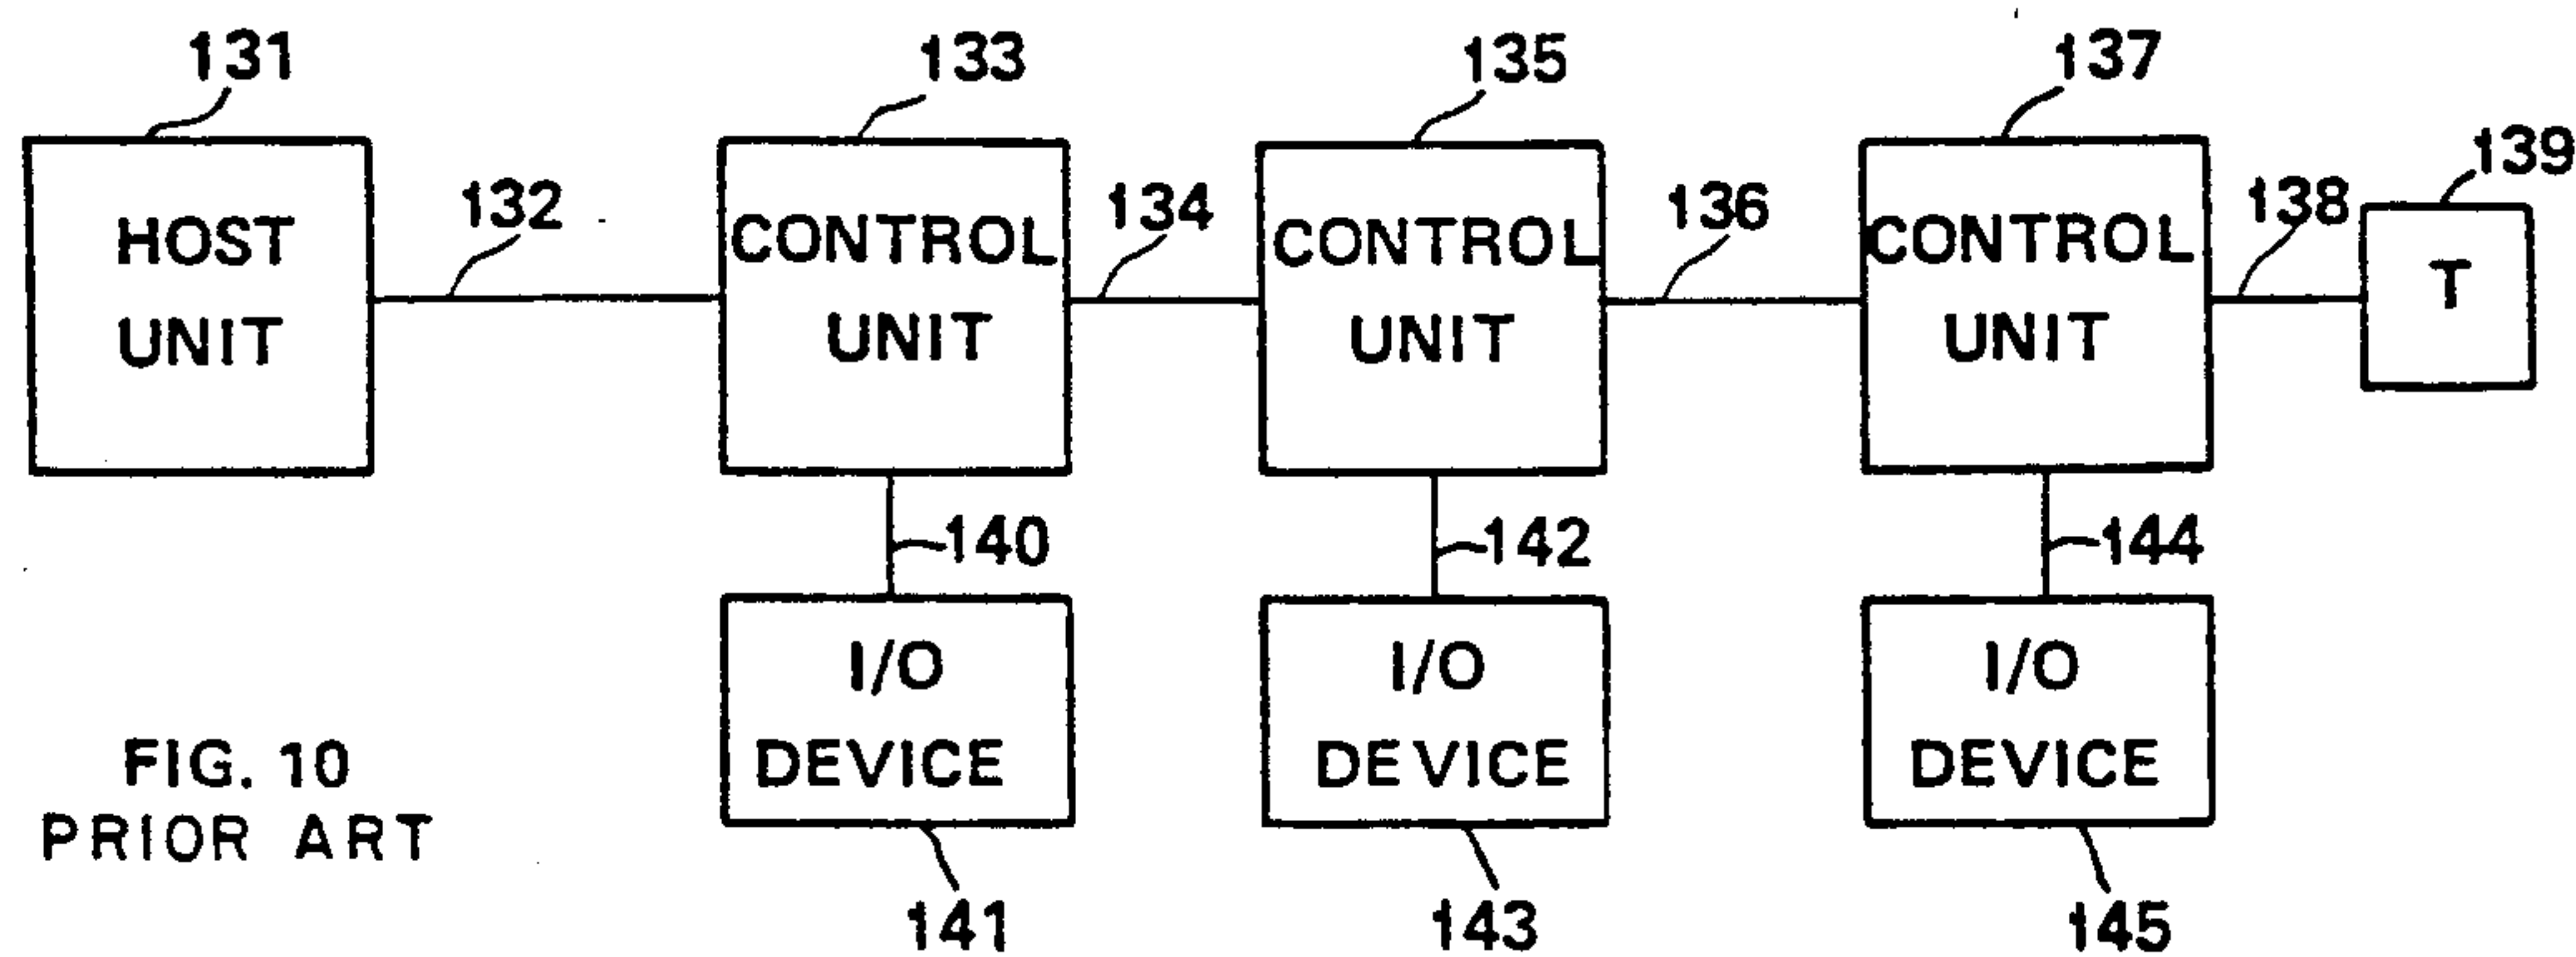 131
133
135
137
139
132
134
136
138
HOST
UNIT
CONTROL
UNIT
CONTROL
UNIT
CONTROL
UNIT
T
140
142
144
I/O
DEVICE
I/O
DEVICE
I/O
DEVICE
FIG. 10
PRIOR ART
141
143
145